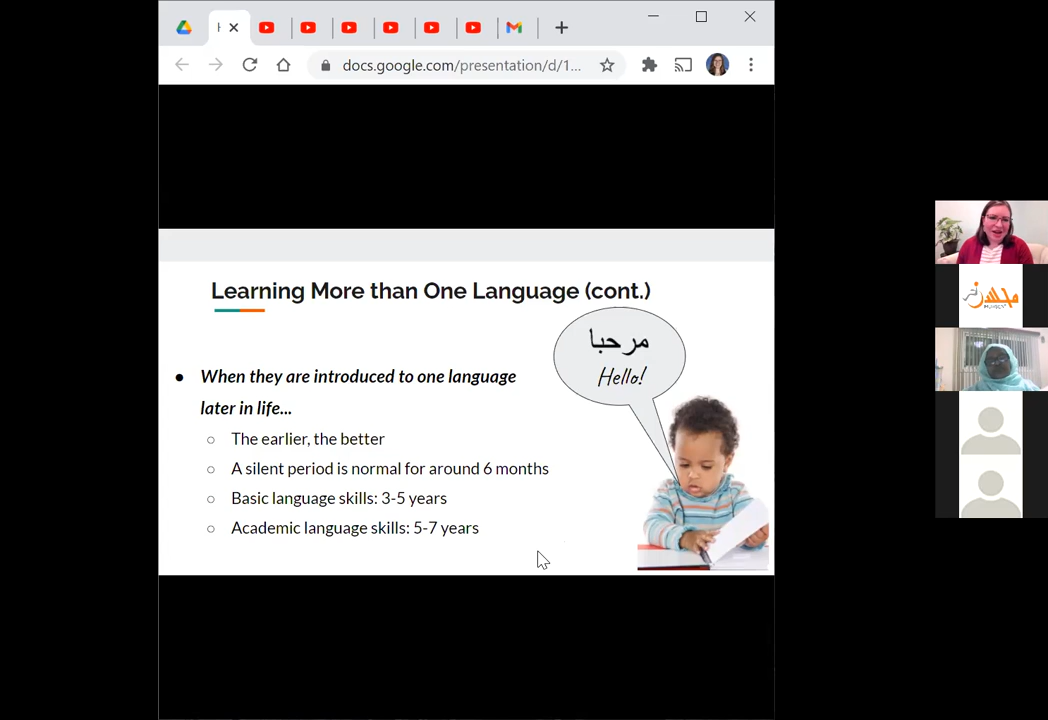 docs.google.com/presentation/d/1...
Learning More than One Language (cont.)
مرحبا
Hello!
● When they are introduced to one language
later in life...
○ The earlier, the better
○ A silent period is normal for around 6 months
○ Basic language skills: 3-5 years
○ Academic language skills: 5-7 years